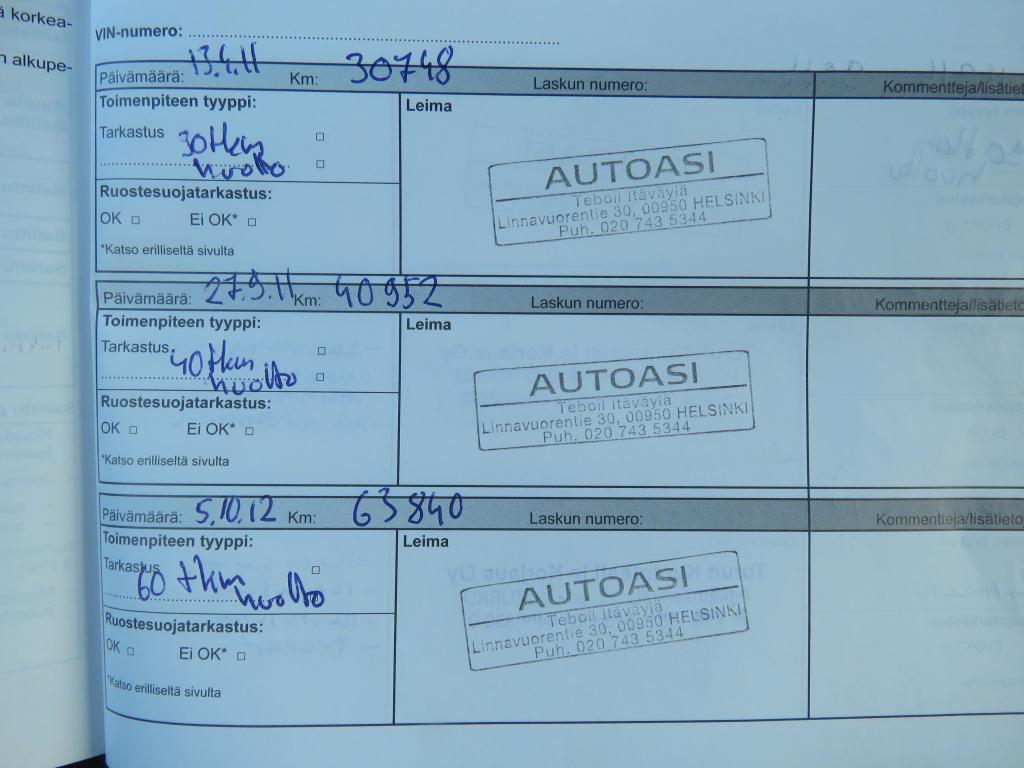 ä korkea-
n alkupe-
VIN-numero:
Päivämäärä: 13.4.11 Km: 30748 Laskun numero: Kommentteja/lisätieto
Toimenpiteen tyyppi: Leima
Tarkastus 30 tkm
huolto
AUTOASI
Teboil Itäväylä
Linnavuorentie 30, 00950 HELSINKI
Puh. 020 743 5344
Ruostesuojatarkastus:
OK Ei OK*
*Katso erilliseltä sivulta
Päivämäärä: 27.9.11 Km: 40952 Laskun numero: Kommentteja/lisätieto
Toimenpiteen tyyppi: Leima
Tarkastus 40 tkm
huolto
AUTOASI
Teboil Itäväylä
Linnavuorentie 30, 00950 HELSINKI
Puh. 020 743 5344
Ruostesuojatarkastus:
OK Ei OK*
*Katso erilliseltä sivulta
Päivämäärä: 5.10.12 Km: 63840 Laskun numero: Kommentteja/lisätieto
Toimenpiteen tyyppi: Leima
Tarkastus 60 tkm
huolto
AUTOASI
Teboil Itäväylä
Linnavuorentie 30, 00950 HELSINKI
Puh. 020 743 5344
Ruostesuojatarkastus:
OK Ei OK*
*Katso erilliseltä sivulta